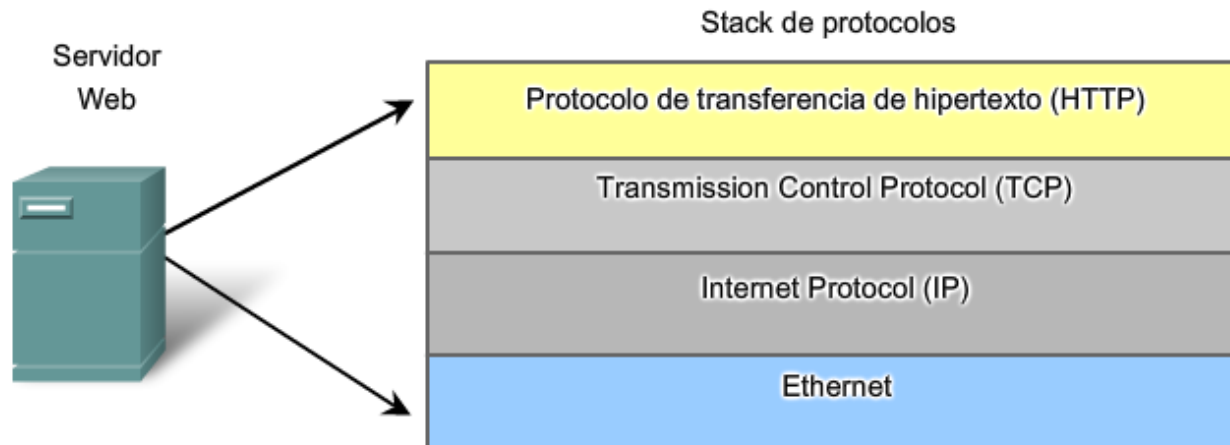 Stack de protocolos
Servidor
Web
Protocolo de transferencia de hipertexto (HTTP)
Transmission Control Protocol (TCP)
Internet Protocol (IP)
Ethernet